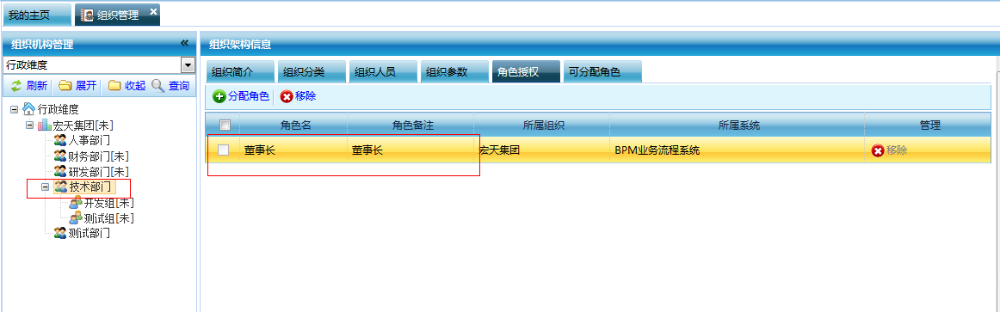 我的主页 组织管理
组织机构管理
行政维度
刷新 展开 收起 查询
行政维度
宏天集团[未]
人事部门
财务部门[未]
研发部门[未]
技术部门
开发组[未]
测试组[未]
测试部门
组织架构信息
组织简介 组织分类 组织人员 组织参数 角色授权 可分配角色
分配角色 移除
角色名 角色备注 所属组织 所属系统 管理
董事长 董事长 宏天集团 BPM业务流程系统 移除